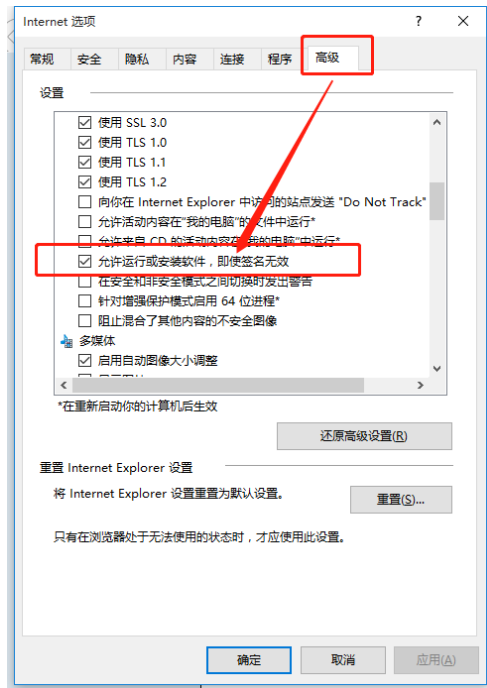 Internet 选项
常规 安全 隐私 内容 连接 程序 高级
设置
使用 SSL 3.0
使用 TLS 1.0
使用 TLS 1.1
使用 TLS 1.2
向你在 Internet Explorer 中访问的站点发送 "Do Not Track"
允许活动内容在"我的电脑"的文件中运行*
允许来自 CD 的活动内容在"我的电脑"中运行*
允许运行或安装软件，即使签名无效
在安全和非安全模式之间切换时发出警告
针对增强保护模式启用 64 位进程*
阻止混合了其他内容的不安全图像
多媒体
启用自动图像大小调整
*在重新启动你的计算机后生效
还原高级设置(R)
重置 Internet Explorer 设置
将 Internet Explorer 设置重置为默认设置。
重置(S)...
只有在浏览器处于无法使用的状态时，才应使用此设置。
确定 取消 应用(A)